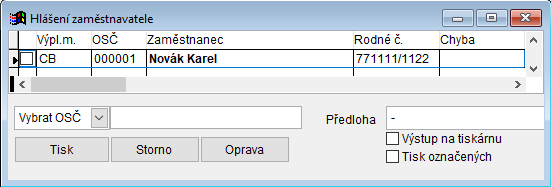 Hlášení zaměstnavatele
Výpl.m. OSČ Zaměstnanec Rodné č. Chyba
CB 000001 Novák Karel 771111/1122
Vybrat OSČ Předloha -
Výstup na tiskárnu
Tisk Storno Oprava Tisk označených